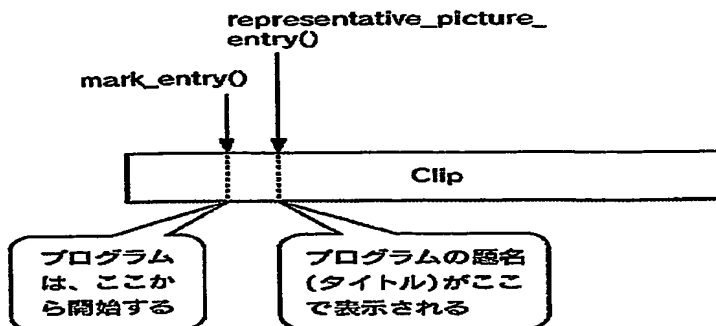 representative_picture_
entry()
mark_entry()
Clip
プログラム
は、ここか
ら開始する
プログラムの題名
(タイトル)がここ
で表示される